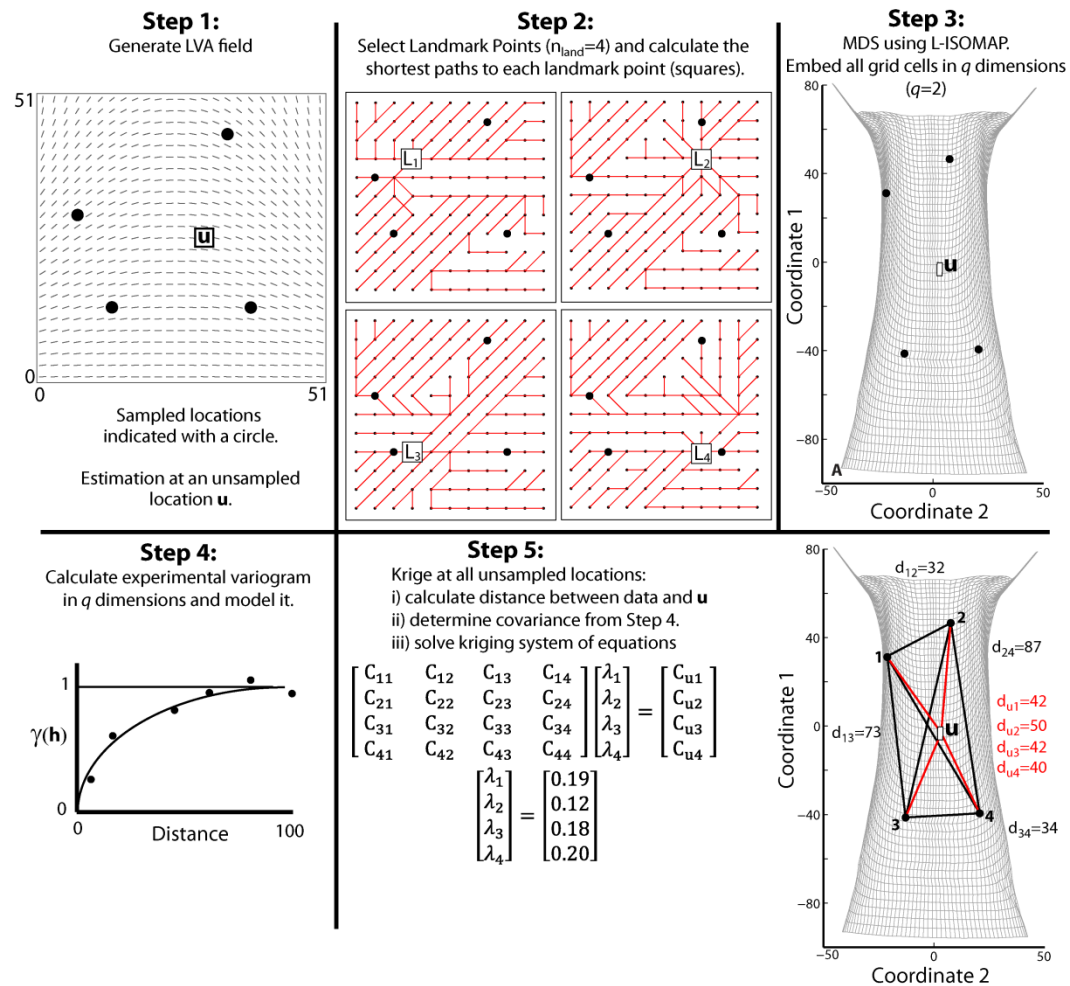 Step 1:
Generate LVA field
51
u
0
0
51
Sampled locations
indicated with a circle.
Estimation at an unsampled
location u.
Step 2:
Select Landmark Points (nland=4) and calculate the
shortest paths to each landmark point (squares).
L1
L2
L3
L4
Step 3:
MDS using L-ISOMAP.
Embed all grid cells in q dimensions
(q=2)
80
40
0
−40
−80
Coordinate 1
u
A
−50
0
50
Coordinate 2
Step 4:
Calculate experimental variogram
in q dimensions and model it.
1
γ(h)
0
0
Distance
100
Step 5:
Krige at all unsampled locations:
i) calculate distance between data and u
ii) determine covariance from Step 4.
iii) solve kriging system of equations
C11 C12 C13 C14 λ1 = Cu1
C21 C22 C23 C24 λ2 Cu2
C31 C32 C33 C34 λ3 Cu3
C41 C42 C43 C44 λ4 Cu4
λ1 = 0.19
λ2 0.12
λ3 0.18
λ4 0.20
80
40
0
−40
−80
Coordinate 1
d12=32
2
1
d24=87
du1=42
du2=50
du3=42
du4=40
d13=73
u
3
4
d34=34
−50
0
50
Coordinate 2